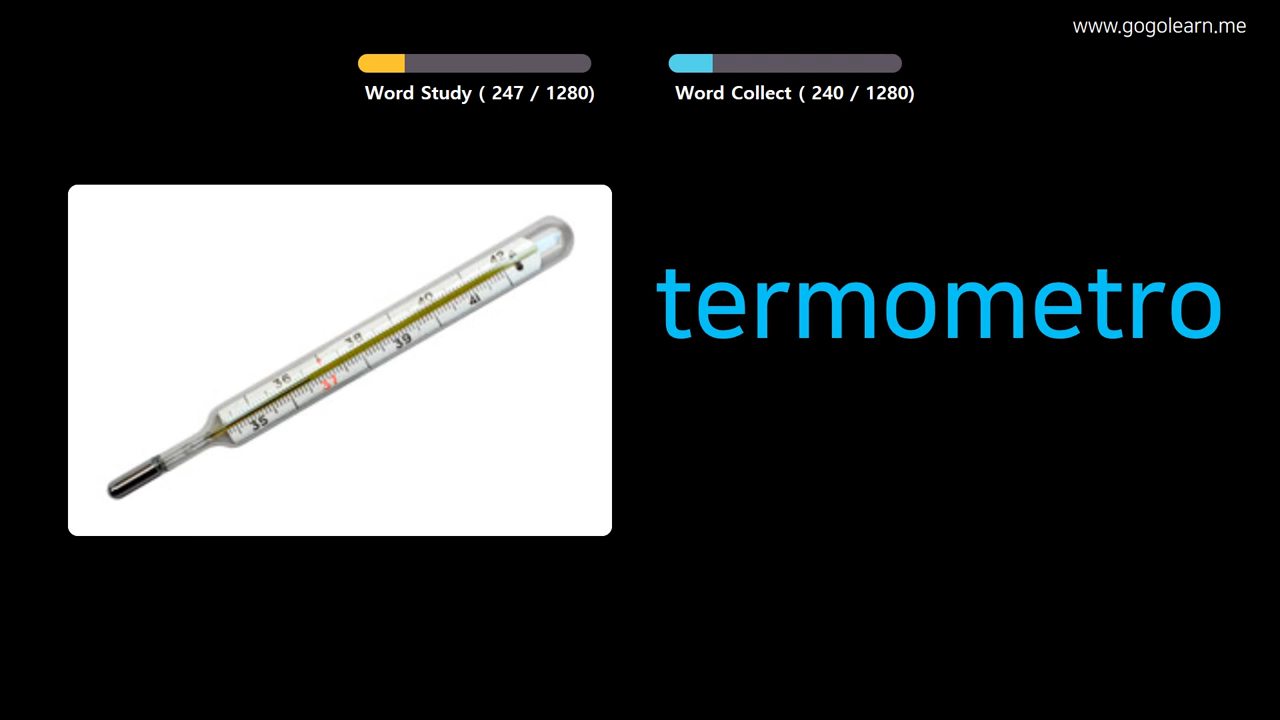 www.gogolearn.me
Word Study ( 247 / 1280)
Word Collect ( 240 / 1280)
termometro
42
40
41
38
39
36
37
35